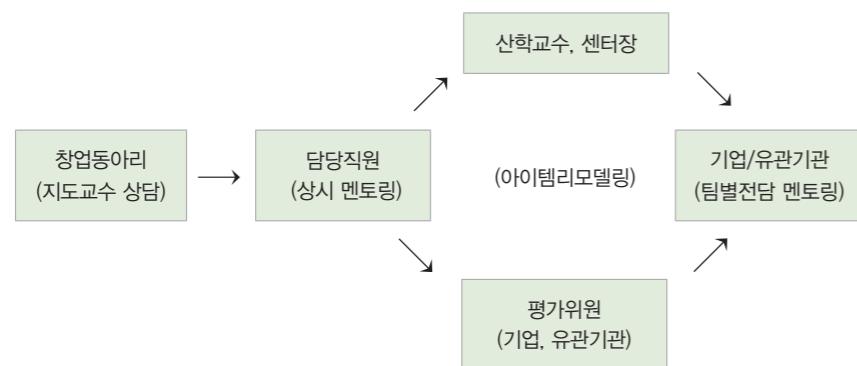 산학교수, 센터장
창업동아리
(지도교수 상담)
담당직원
(상시 멘토링)
(아이템리모델링)
기업/유관기관
(팀별전담 멘토링)
평가위원
(기업, 유관기관)